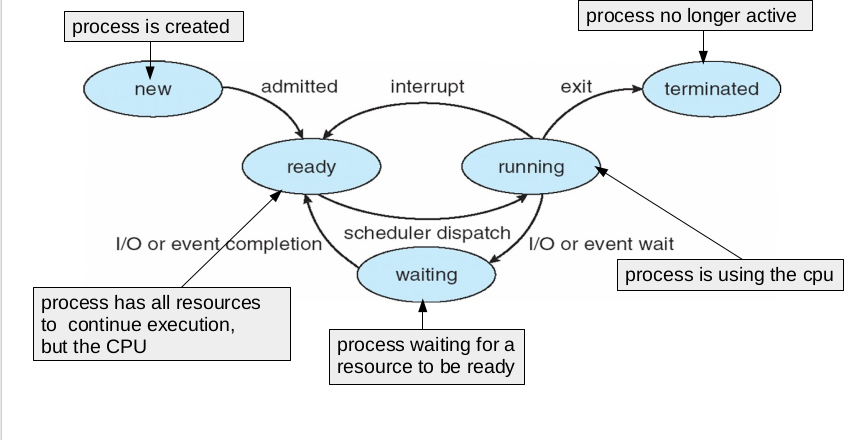 process is created
process no longer active
new
admitted
interrupt
exit
terminated
ready
running
I/O or event completion
scheduler dispatch
I/O or event wait
waiting
process is using the cpu
process has all resources
to  continue execution,
but the CPU
process waiting for a
resource to be ready